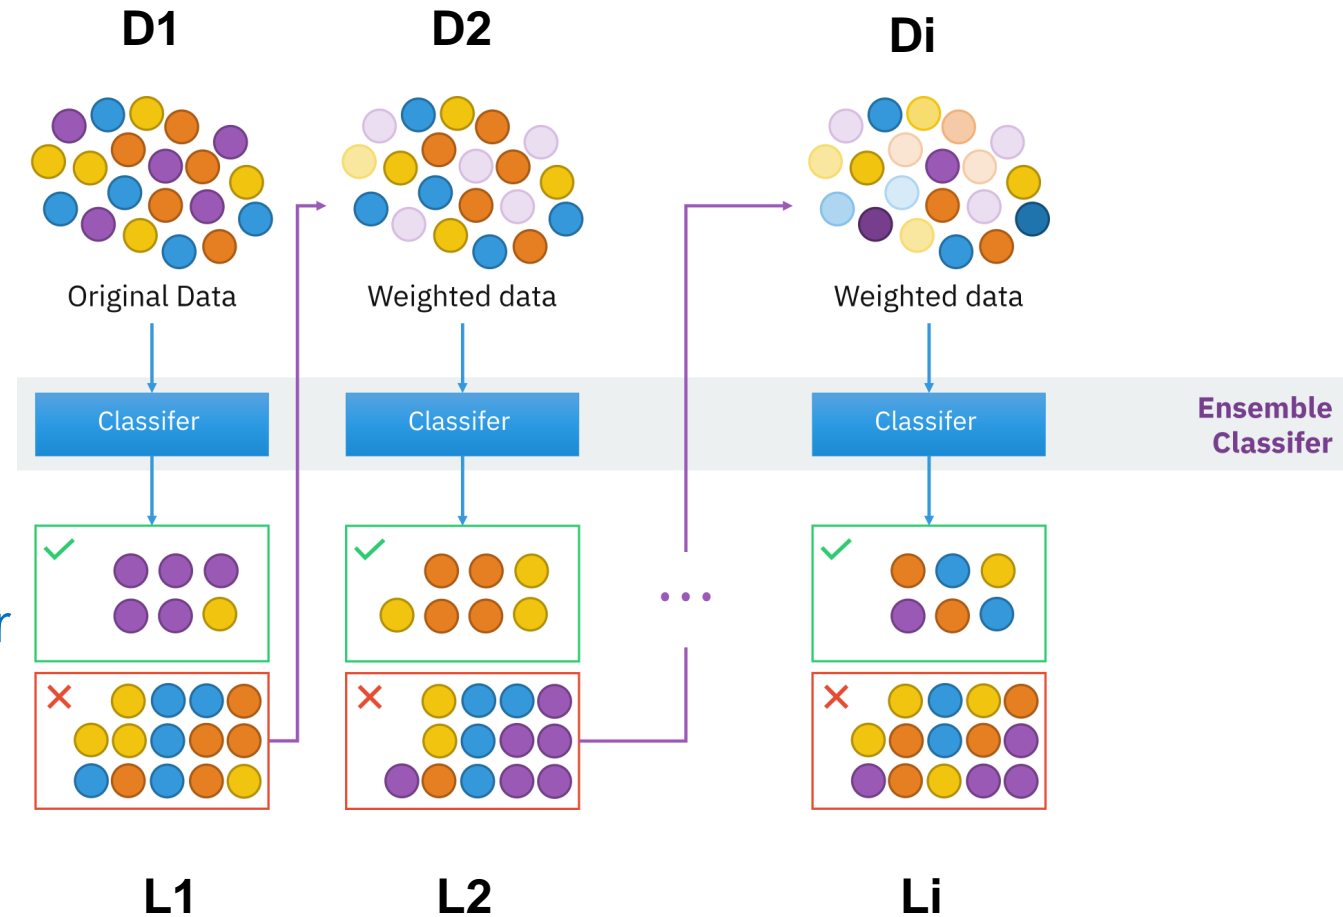 D1
D2
Di
Original Data
Weighted data
Weighted data
Classifer
Classifer
Classifer
Ensemble
Classifer
r
L1
L2
Li